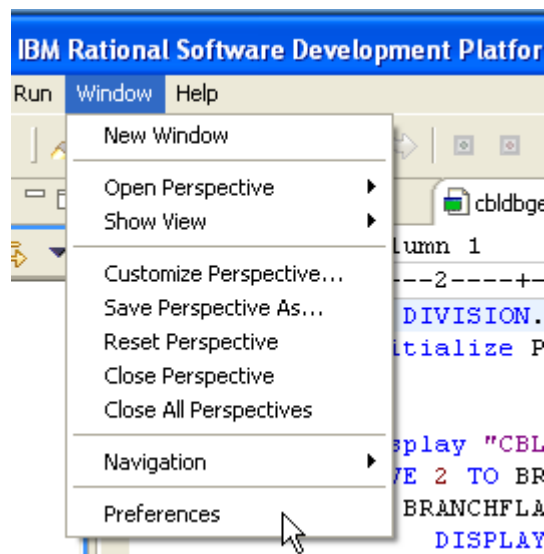 IBM Rational Software Development Platfor
Run Window Help
New Window
Open Perspective
Show View
Customize Perspective...
Save Perspective As...
Reset Perspective
Close Perspective
Close All Perspectives
Navigation
Preferences
cbldbge
lumn 1
---2----+-
DIVISION.
itialize P
splay "CBL
VE 2 TO BR
BRANCHFLA
DISPLAY